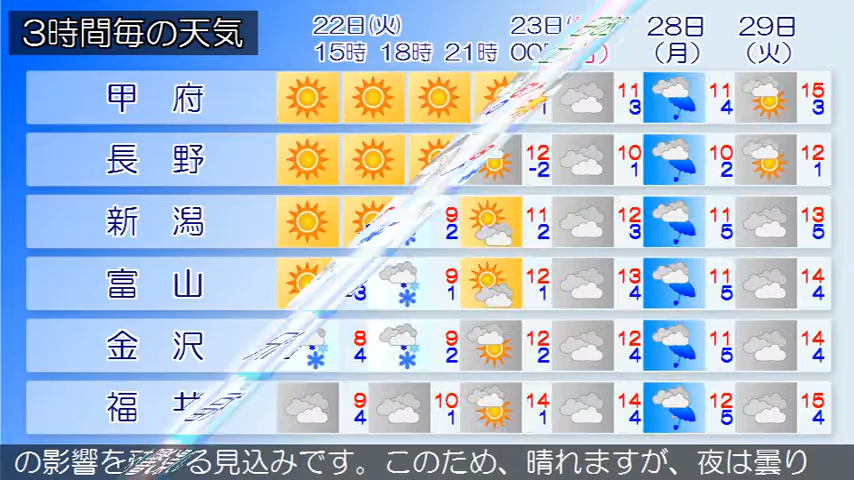 3時間毎の天気
22日(火) 23日 28日 29日
15時 18時 21時 00 (月) (火)
甲府 11 3 11 4 15 3
長野 12 -2 10 1 10 2 12 1
新潟 9 2 11 2 12 3 11 5 13 5
富山 9 1 12 1 13 4 11 5 14 4
金沢 8 4 9 2 12 2 12 4 11 5 14 4
福井 9 4 10 1 14 1 14 4 12 5 15 4
の影響を る見込みです。このため、晴れますが、夜は曇り